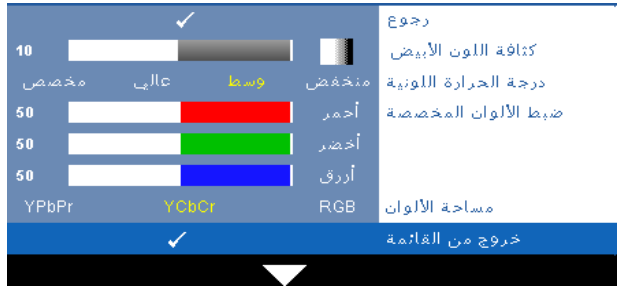 رجوع
كثافة اللون الأبيض 10
درجة الحرارة اللونية منخفض وسط عالي مخصص
ضبط الألوان المخصصة أحمر 50
أخضر 50
أزرق 50
مساحة الألوان RGB YCbCr YPbPr
خروج من القائمة